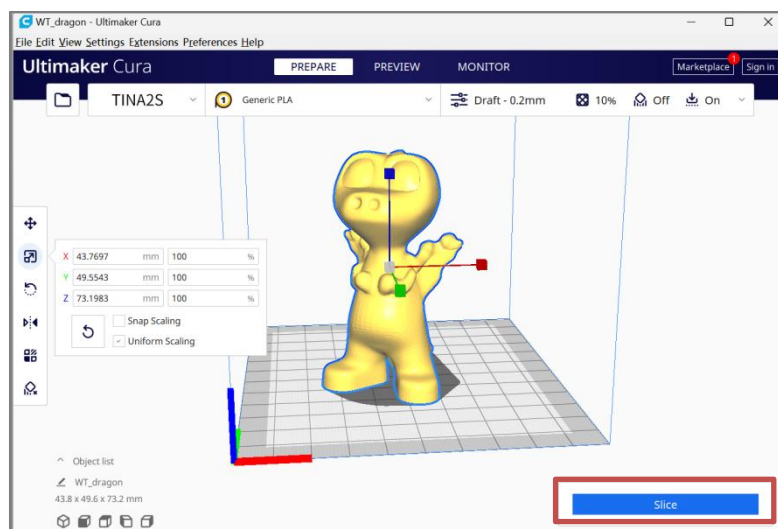 WT_dragon - Ultimaker Cura
File Edit View Settings Extensions Preferences Help
Ultimaker Cura PREPARE PREVIEW MONITOR Marketplace 1 Sign in
TINA2S 1 Generic PLA Draft - 0.2mm 10% Off On
X 43.7697 mm 100 %
Y 49.5543 mm 100 %
Z 73.1983 mm 100 %
Snap Scaling
Uniform Scaling
Object list
WT_dragon
43.8 x 49.6 x 73.2 mm
Slice